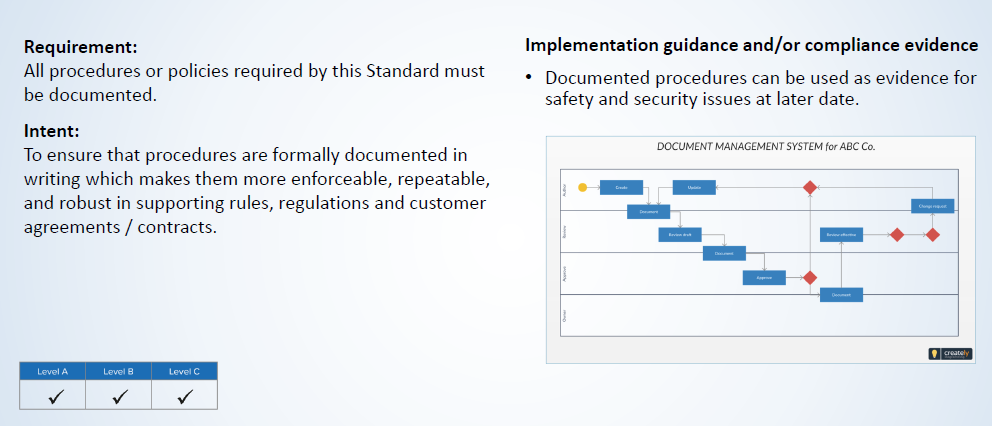 Requirement:
All procedures or policies required by this Standard must
be documented.
Intent:
To ensure that procedures are formally documented in
writing which makes them more enforceable, repeatable,
and robust in supporting rules, regulations and customer
agreements / contracts.
Level A
Level B
Level C
Implementation guidance and/or compliance evidence
• Documented procedures can be used as evidence for
safety and security issues at later date.
DOCUMENT MANAGEMENT SYSTEM for ABC Co.
Author
Create
Update
Document
Change request
Review
Review draft
Review effective
Document
Approve
Approve
Document
creately